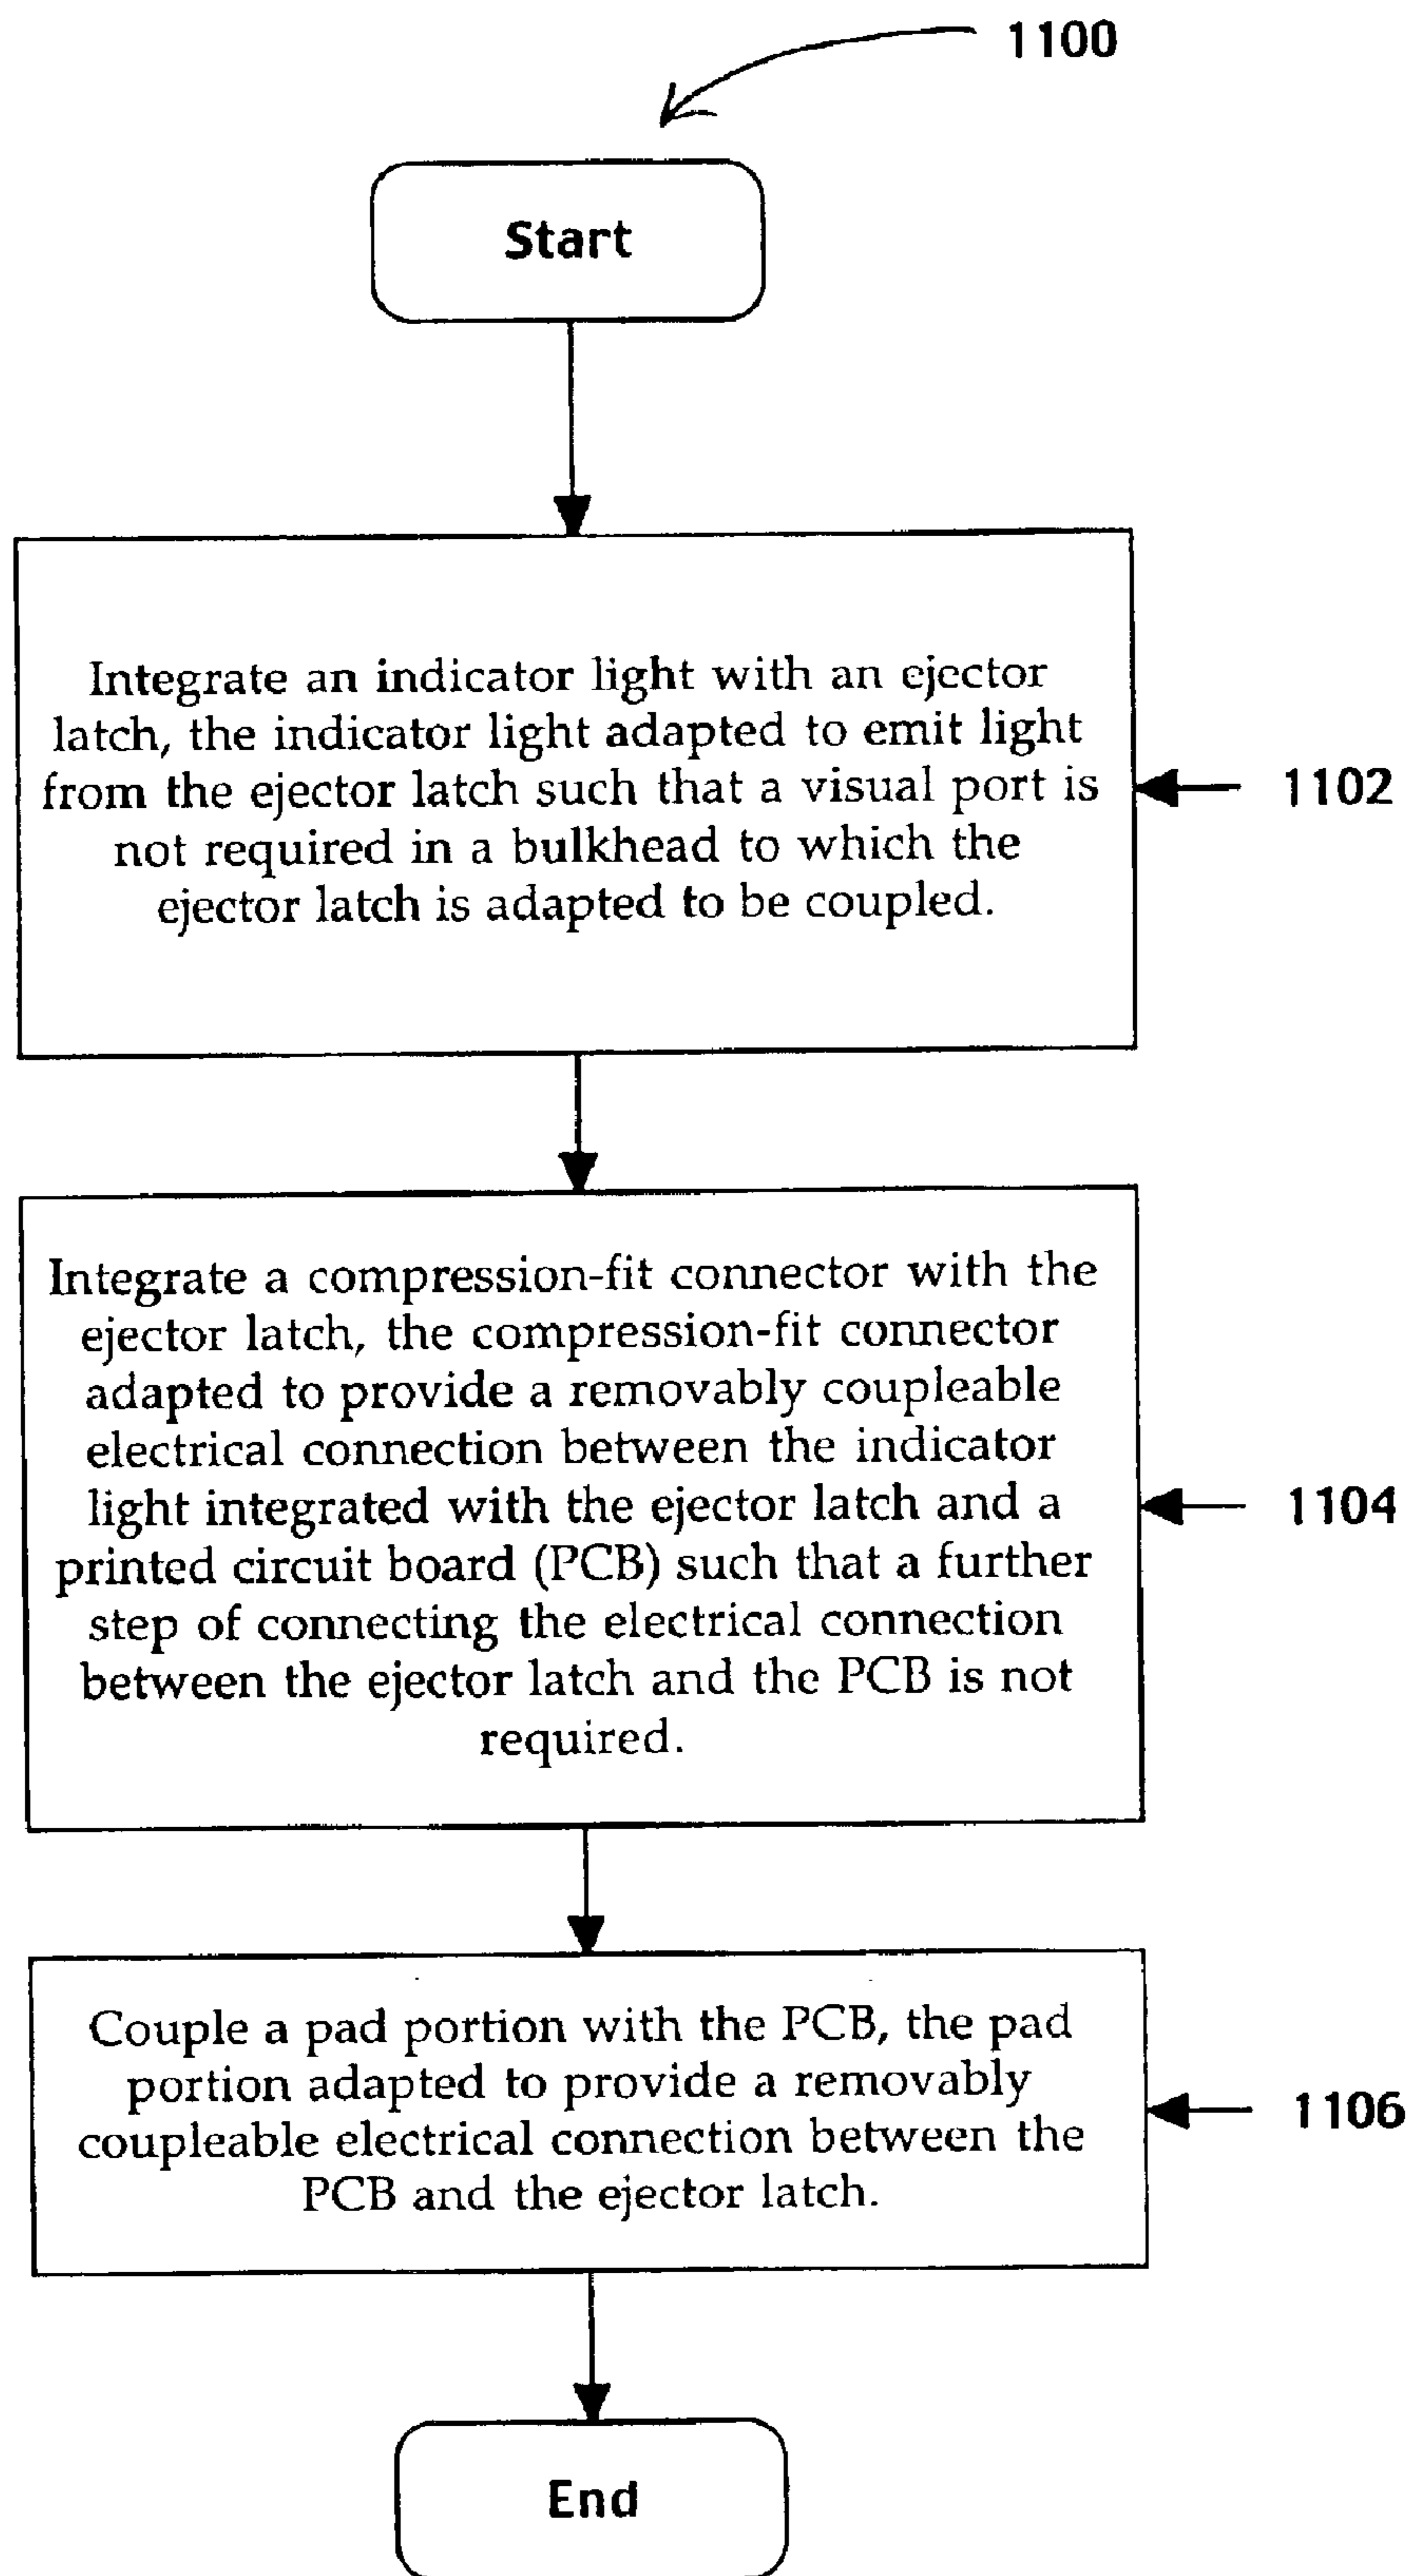 1100
Start
Integrate an indicator light with an ejector
latch, the indicator light adapted to emit light
from the ejector latch such that a visual port is
not required in a bulkhead to which the
ejector latch is adapted to be coupled.
1102
Integrate a compression-fit connector with the
ejector latch, the compression-fit connector
adapted to provide a removably coupleable
electrical connection between the indicator
light integrated with the ejector latch and a
printed circuit board (PCB) such that a further
step of connecting the electrical connection
between the ejector latch and the PCB is not
required.
1104
Couple a pad portion with the PCB, the pad
portion adapted to provide a removably
coupleable electrical connection between the
PCB and the ejector latch.
1106
End